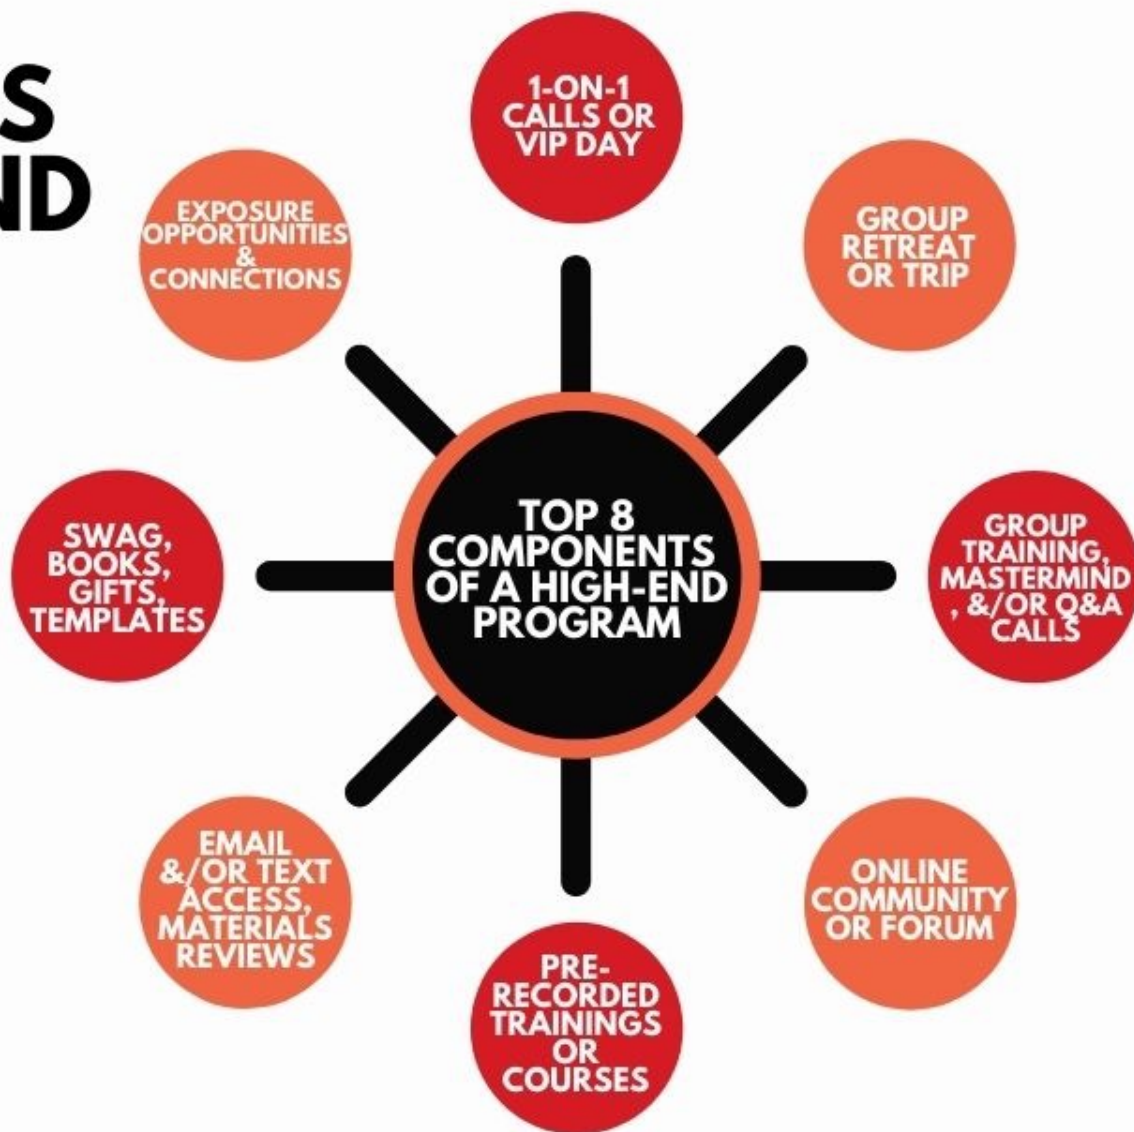 S
ND
1-ON-1
CALLS OR
VIP DAY
GROUP
RETREAT
OR TRIP
GROUP
TRAINING,
MASTERMIND
, &/OR Q&A
CALLS
ONLINE
COMMUNITY
OR FORUM
PRE-
RECORDED
TRAININGS
OR
COURSES
EMAIL
&/OR TEXT
ACCESS,
MATERIALS
REVIEWS
SWAG,
BOOKS,
GIFTS,
TEMPLATES
EXPOSURE
OPPORTUNITIES
&
CONNECTIONS
TOP 8
COMPONENTS
OF A HIGH-END
PROGRAM